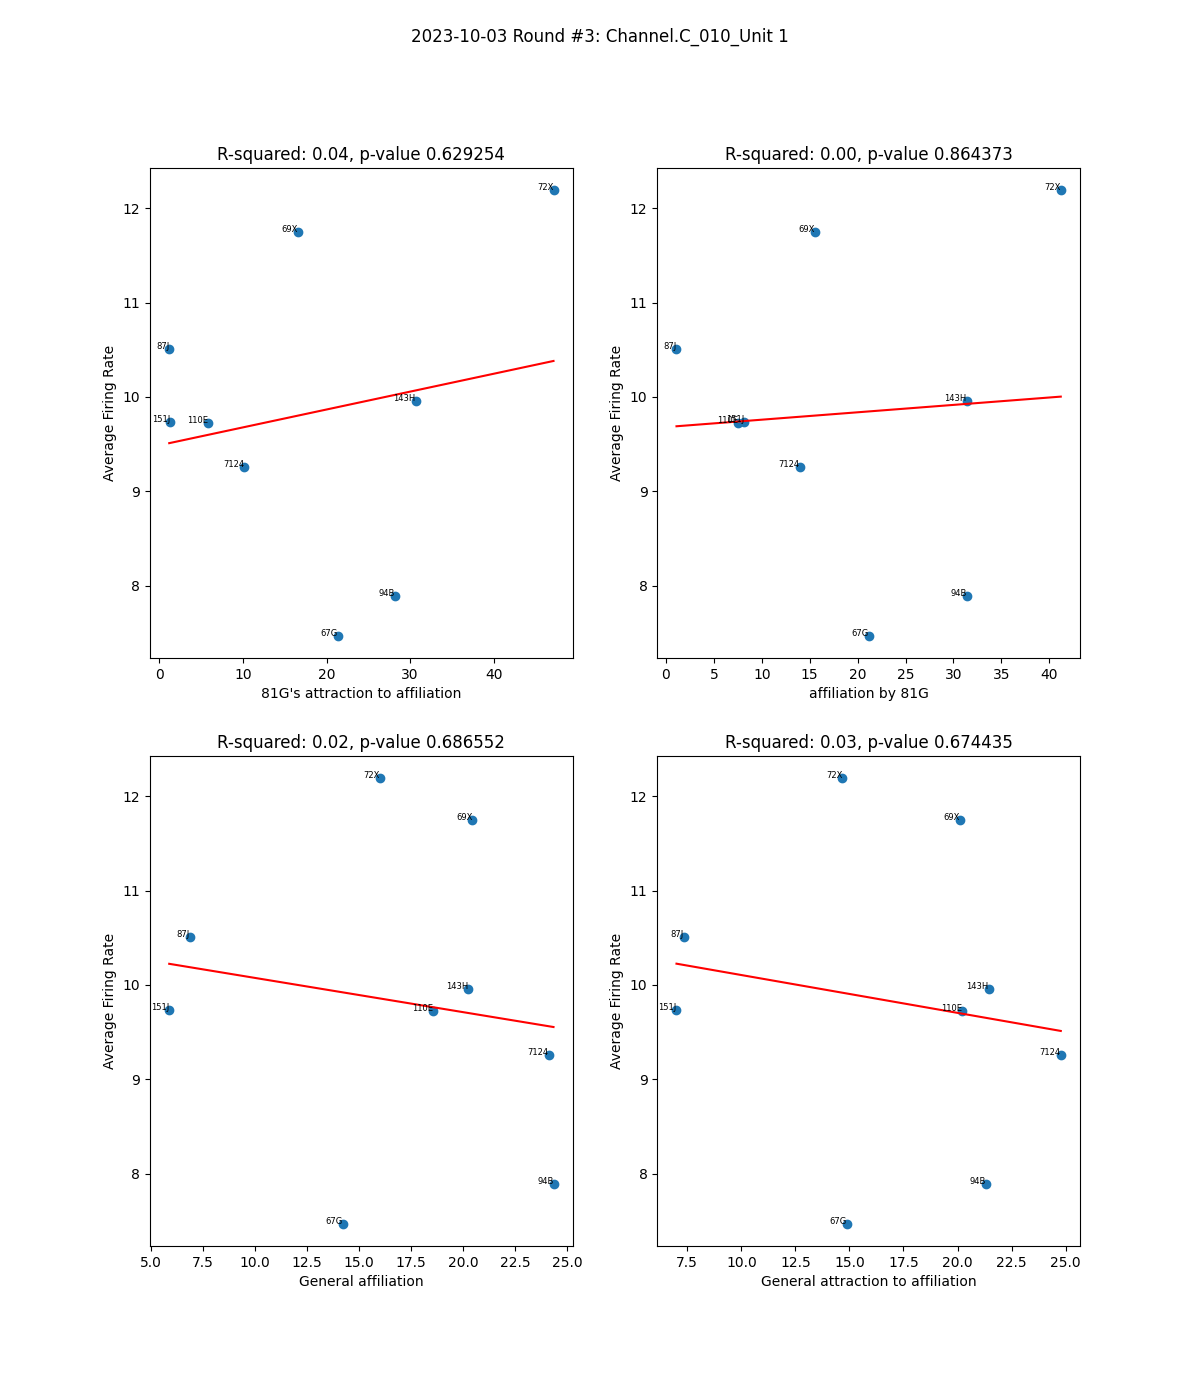 2023-10-03 Round #3: Channel.C_010_Unit 1
R-squared: 0.04, p-value 0.629254
72X
12
69X
11
87J
10
143H
151J
110E
7124
9
94B
8
67G
Average Firing Rate
0 10 20 30 40
81G's attraction to affiliation
R-squared: 0.00, p-value 0.864373
72X
12
69X
11
87J
10
143H
110E
151J
7124
9
94B
8
67G
Average Firing Rate
0 5 10 15 20 25 30 35 40
affiliation by 81G
R-squared: 0.02, p-value 0.686552
72X
12
69X
11
87J
10
143H
151J
110E
7124
9
94B
8
67G
Average Firing Rate
5.0 7.5 10.0 12.5 15.0 17.5 20.0 22.5 25.0
General affiliation
R-squared: 0.03, p-value 0.674435
72X
12
69X
11
87J
10
143H
151J
110E
7124
9
94B
8
67G
Average Firing Rate
7.5 10.0 12.5 15.0 17.5 20.0 22.5 25.0
General attraction to affiliation